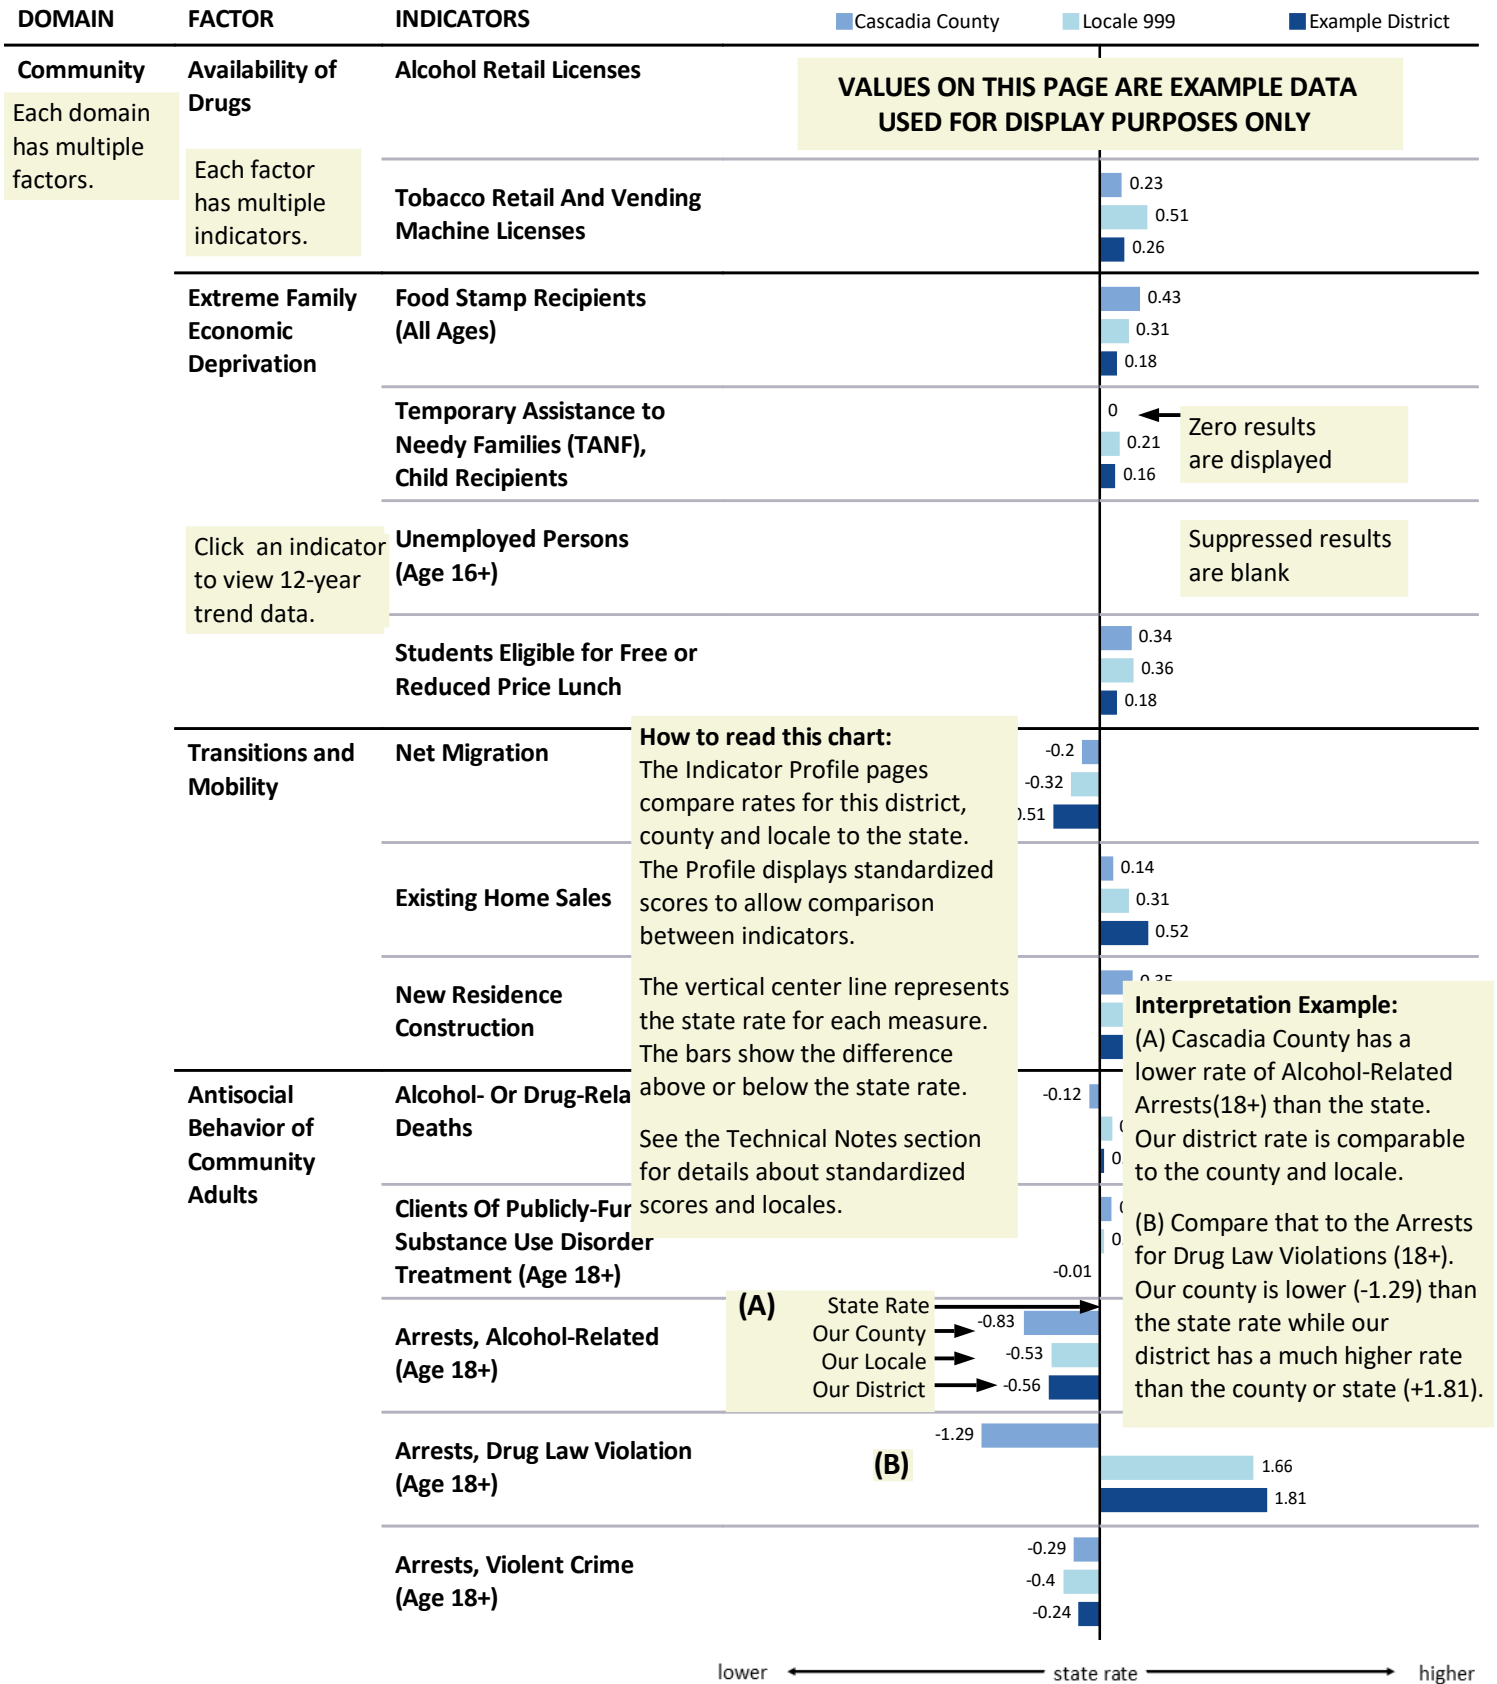 DOMAIN FACTOR INDICATORS Cascadia County Locale 999 Example District
Community
Each domain
has multiple
factors.
Availability of
Drugs
Each factor
has multiple
indicators.
Alcohol Retail Licenses
VALUES ON THIS PAGE ARE EXAMPLE DATA
USED FOR DISPLAY PURPOSES ONLY
Tobacco Retail And Vending
Machine Licenses
0.23
0.51
0.26
Extreme Family
Economic
Deprivation
Food Stamp Recipients
(All Ages)
0.43
0.31
0.18
Temporary Assistance to
Needy Families (TANF),
Child Recipients
0
0.21
0.16
Zero results
are displayed
Click an indicator
to view 12-year
trend data.
Unemployed Persons
(Age 16+)
Suppressed results
are blank
Students Eligible for Free or
Reduced Price Lunch
0.34
0.36
0.18
Transitions and
Mobility
Net Migration
-0.2
-0.32
.51
How to read this chart:
The Indicator Profile pages
compare rates for this district,
county and locale to the state.
The Profile displays standardized
scores to allow comparison
between indicators.
The vertical center line represents
the state rate for each measure.
The bars show the difference
above or below the state rate.
See the Technical Notes section
for details about standardized
scores and locales.
Existing Home Sales
0.14
0.31
0.52
New Residence
Construction
Interpretation Example:
(A) Cascadia County has a
lower rate of Alcohol-Related
Arrests(18+) than the state.
Our district rate is comparable
to the county and locale.
(B) Compare that to the Arrests
for Drug Law Violations (18+).
Our county is lower (-1.29) than
the state rate while our
district has a much higher rate
than the county or state (+1.81).
Antisocial
Behavior of
Community
Adults
Alcohol- Or Drug-Rela
Deaths
-0.12
0.
Clients Of Publicly-Fu
Substance Use Disorder
Treatment (Age 18+)
0.
-0.01
Arrests, Alcohol-Related
(Age 18+)
(A) State Rate
Our County -0.83
Our Locale -0.53
Our District -0.56
Arrests, Drug Law Violation
(Age 18+)
(B)
-1.29
1.66
1.81
Arrests, Violent Crime
(Age 18+)
-0.29
-0.4
-0.24
lower state rate higher